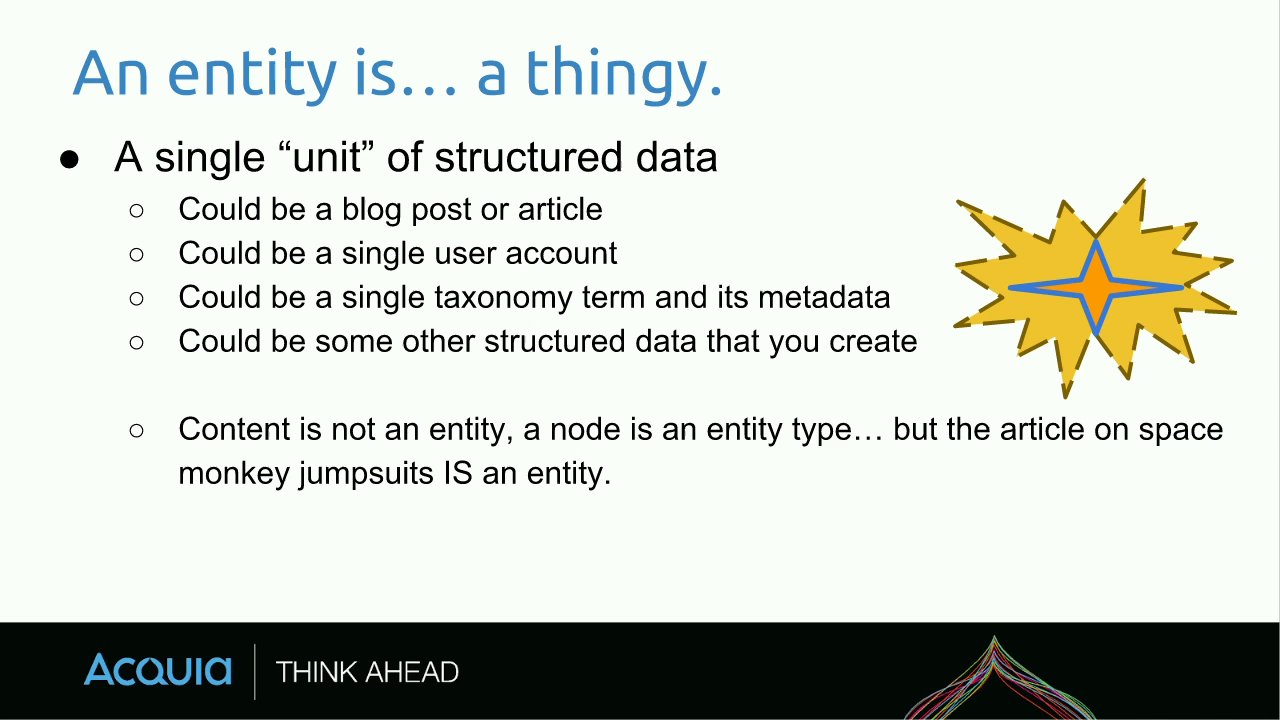 An entity is… a thingy.
● A single “unit” of structured data
○ Could be a blog post or article
○ Could be a single user account
○ Could be a single taxonomy term and its metadata
○ Could be some other structured data that you create
○ Content is not an entity, a node is an entity type… but the article on space
monkey jumpsuits IS an entity.
Acquia | THINK AHEAD